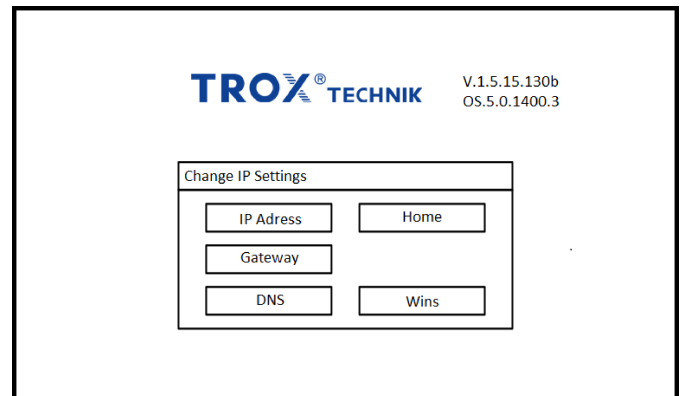 TROX® TECHNIK
V.1.5.15.130b
OS.5.0.1400.3
Change IP Settings
IP Adress
Home
Gateway
DNS
Wins